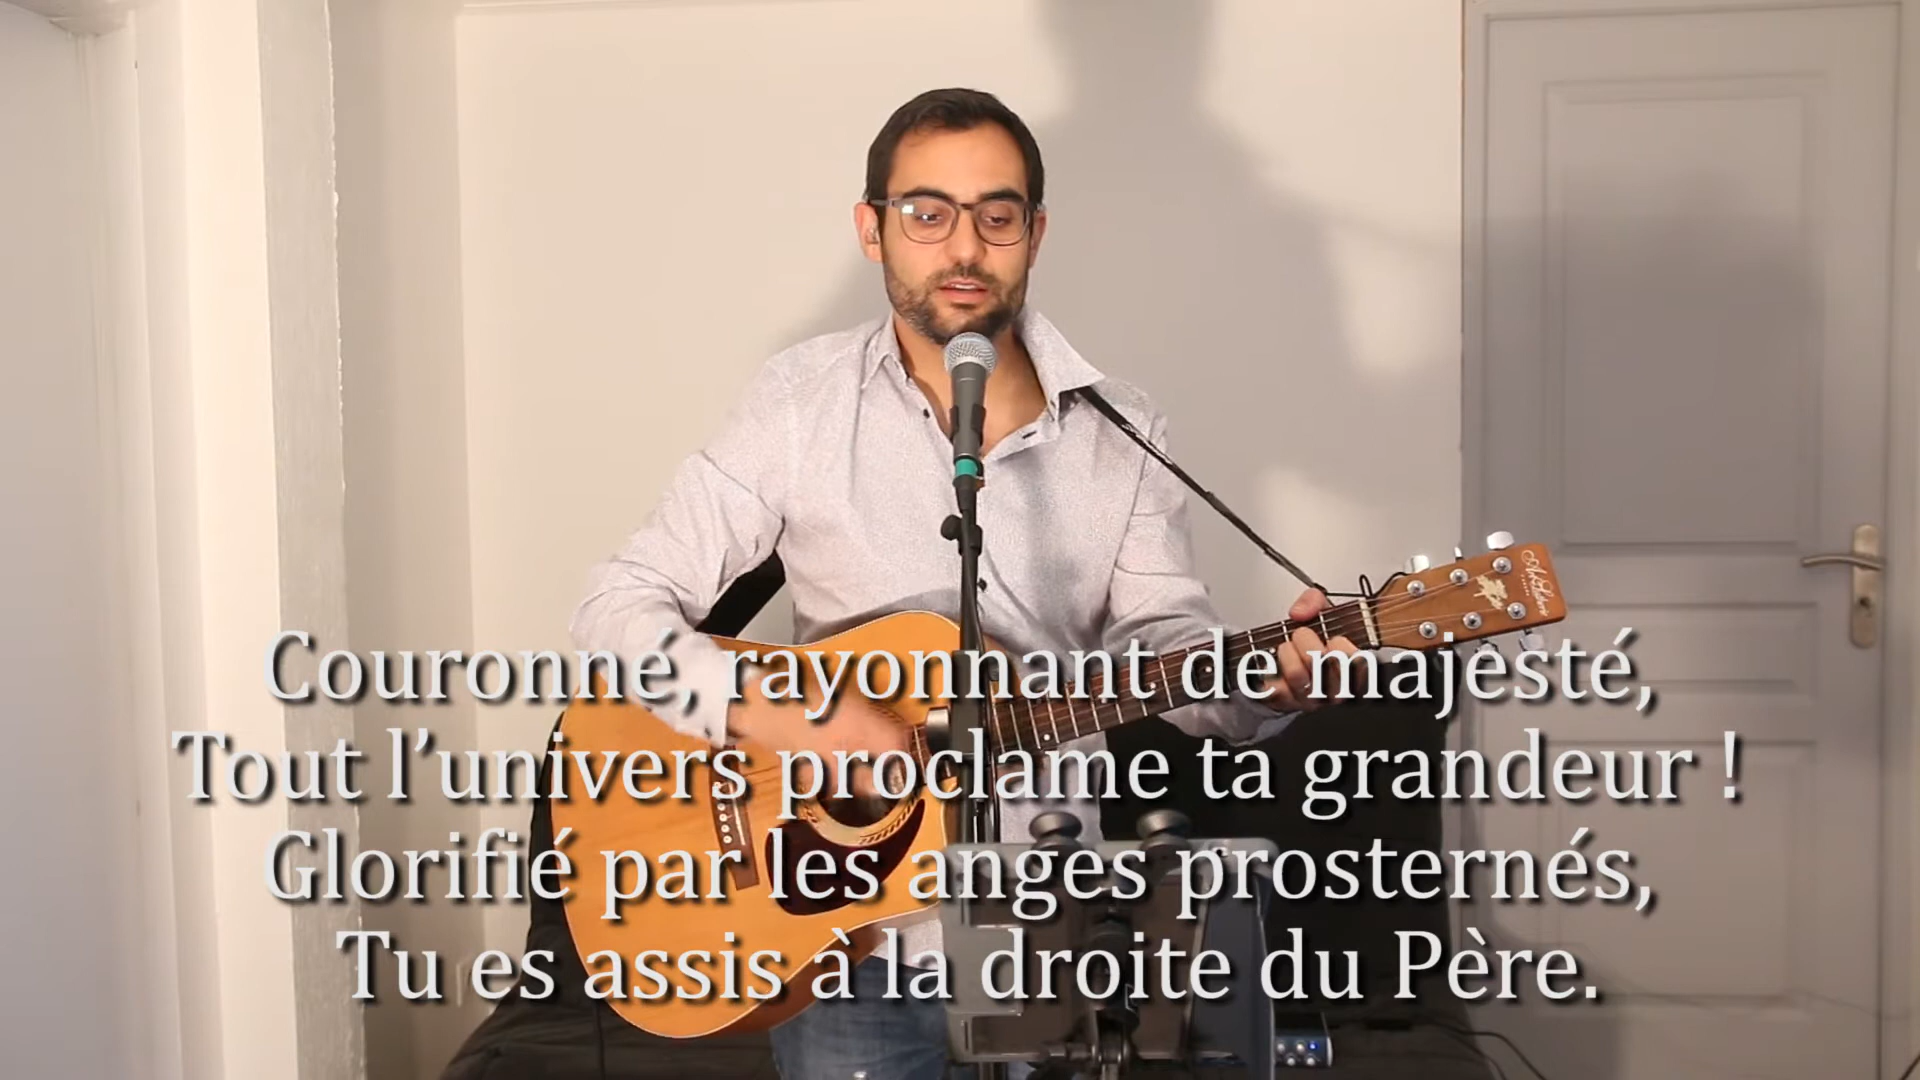 Couronné, rayonnant de majesté,
Tout l’univers proclame ta grandeur !
Glorifié par les anges prosternés,
Tu es assis à la droite du Père.